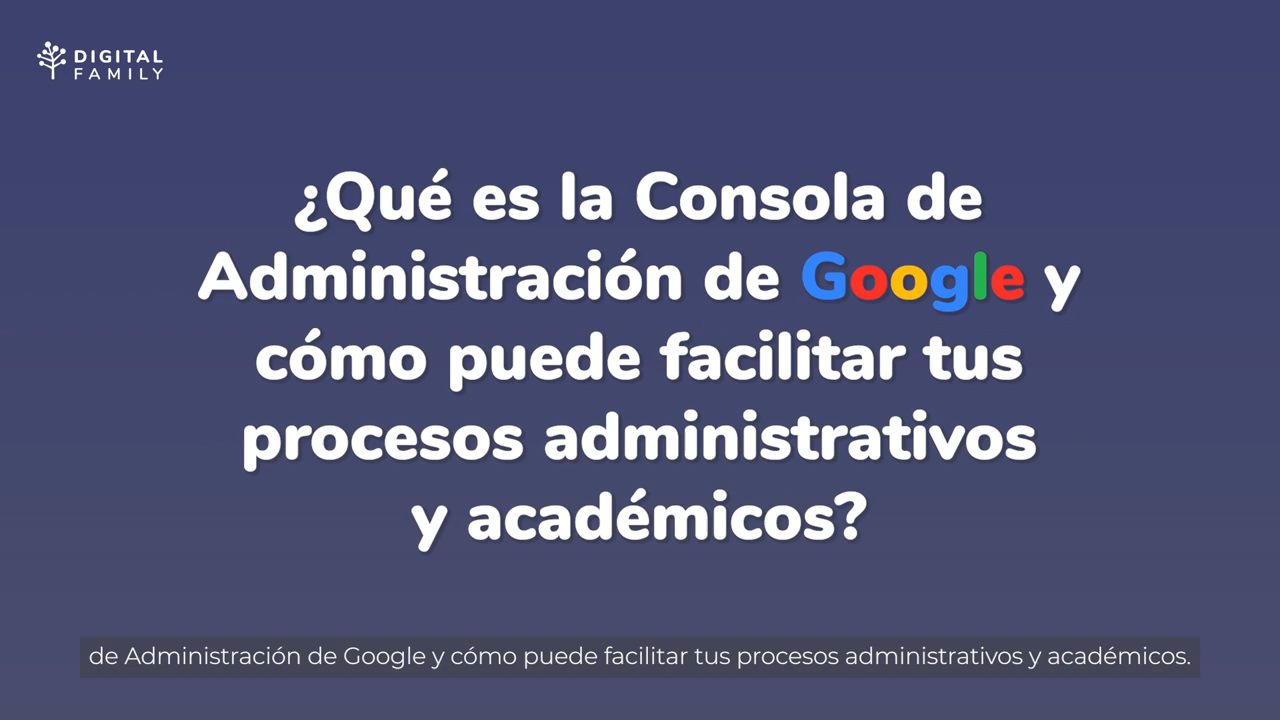 DIGITAL
FAMILY
¿Qué es la Consola de
Administración de Google y
cómo puede facilitar tus
procesos administrativos
y académicos?
de Administración de Google y cómo puede facilitar tus procesos administrativos y académicos.